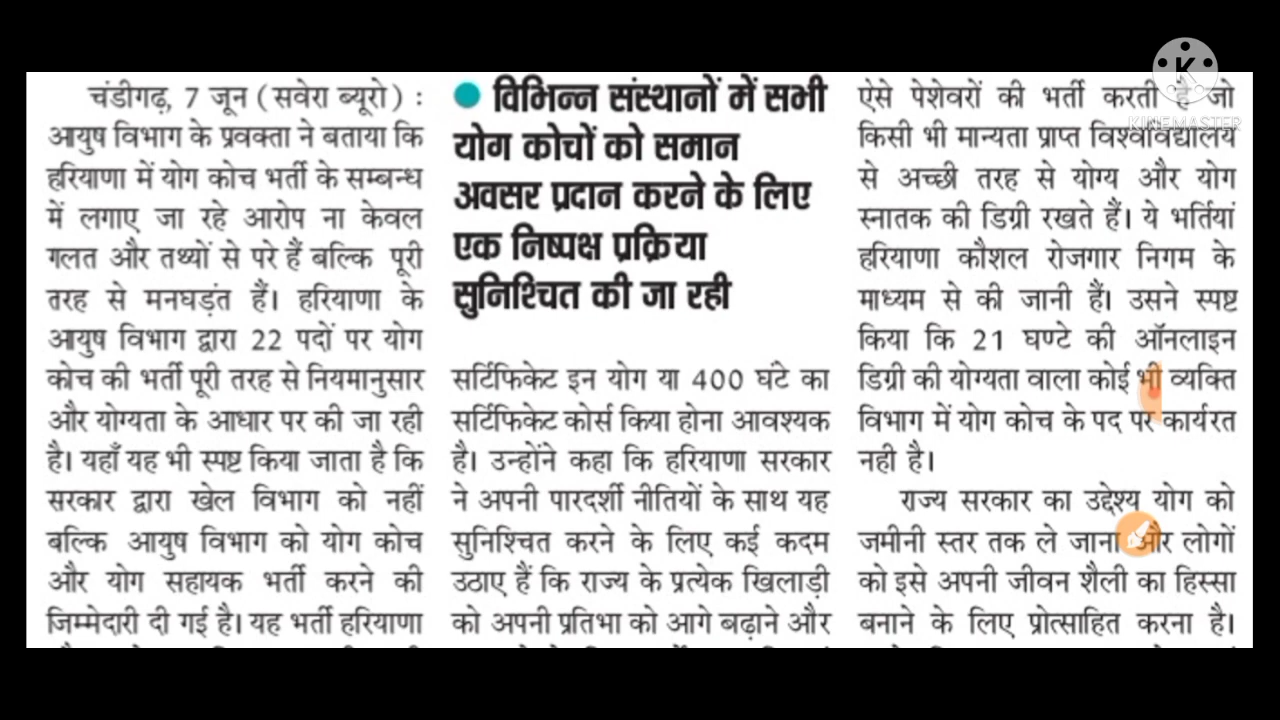 चंडीगढ़, 7 जून (सवेरा ब्यूरो) :
आयुष विभाग के प्रवक्ता ने बताया कि
हरियाणा में योग कोच भर्ती के सम्बन्ध
में लगाए जा रहे आरोप ना केवल
गलत और तथ्यों से परे हैं बल्कि पूरी
तरह से मनघड़ंत हैं। हरियाणा के
आयुष विभाग द्वारा 22 पदों पर योग
कोच की भर्ती पूरी तरह से नियमानुसार
और योग्यता के आधार पर की जा रही
है। यहाँ यह भी स्पष्ट किया जाता है कि
सरकार द्वारा खेल विभाग को नहीं
बल्कि आयुष विभाग को योग कोच
और योग सहायक भर्ती करने की
जिम्मेदारी दी गई है। यह भर्ती हरियाणा
विभिन्न संस्थानों में सभी
योग कोचों को समान
अवसर प्रदान करने के लिए
एक निष्पक्ष प्रक्रिया
सुनिश्चित की जा रही
सर्टिफिकेट इन योग या 400 घंटे का
सर्टिफिकेट कोर्स किया होना आवश्यक
है। उन्होंने कहा कि हरियाणा सरकार
ने अपनी पारदर्शी नीतियों के साथ यह
सुनिश्चित करने के लिए कई कदम
उठाए हैं कि राज्य के प्रत्येक खिलाड़ी
को अपनी प्रतिभा को आगे बढ़ाने और
ऐसे पेशेवरों की भर्ती करती है जो
किसी भी मान्यता प्राप्त विश्वविद्यालय
से अच्छी तरह से योग्य और योग
स्नातक की डिग्री रखते हैं। ये भर्तियां
हरियाणा कौशल रोजगार निगम के
माध्यम से की जानी हैं। उसने स्पष्ट
किया कि 21 घण्टे की ऑनलाइन
डिग्री की योग्यता वाला कोई भी व्यक्ति
विभाग में योग कोच के पद पर कार्यरत
नही है।
राज्य सरकार का उद्देश्य योग को
जमीनी स्तर तक ले जाना और लोगों
को इसे अपनी जीवन शैली का हिस्सा
बनाने के लिए प्रोत्साहित करना है।
K
KINEMASTER